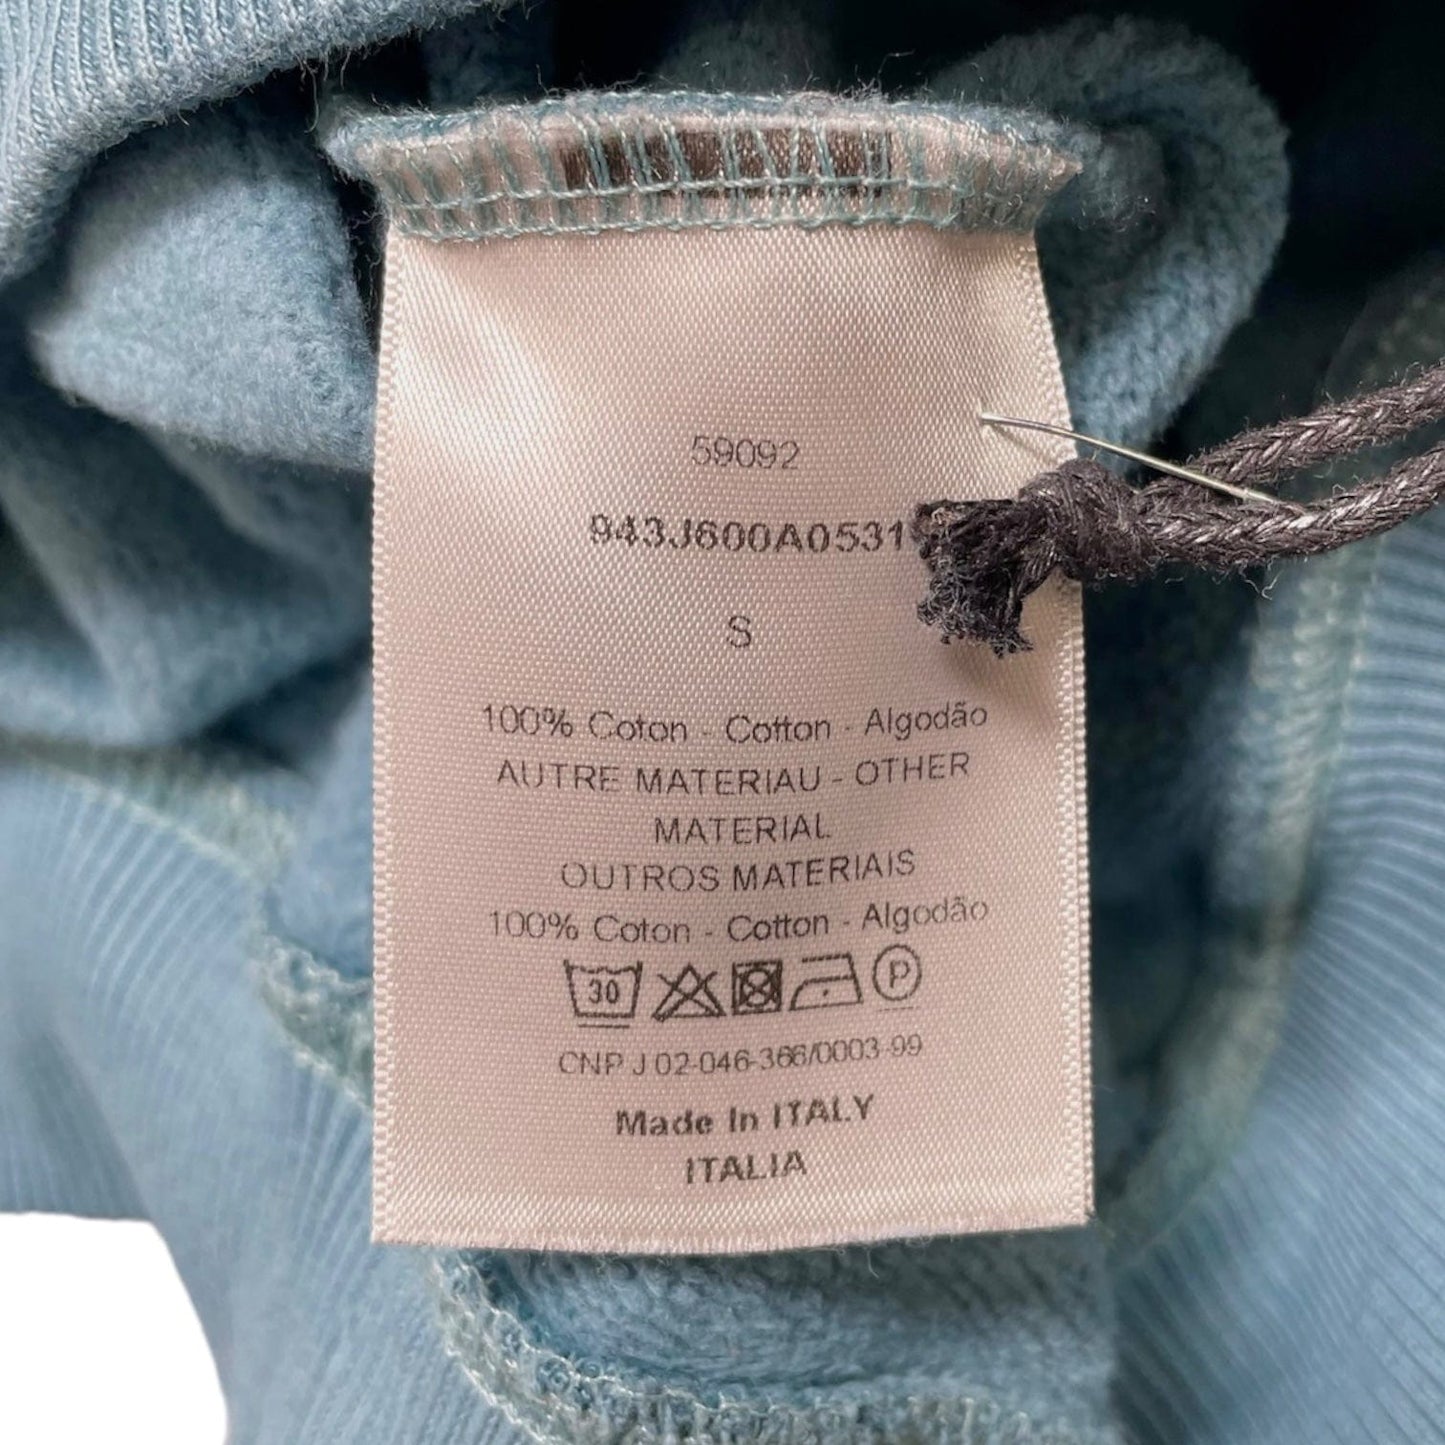 59092
943J600A0531
S
100% Coton - Cotton - Algodão
AUTRE MATERIAU - OTHER
MATERIAL
OUTROS MATERIAIS
100% Coton - Cotton - Algodão
30 P
CNPJ 02-046-366/0003-99
Made In ITALY
ITALIA